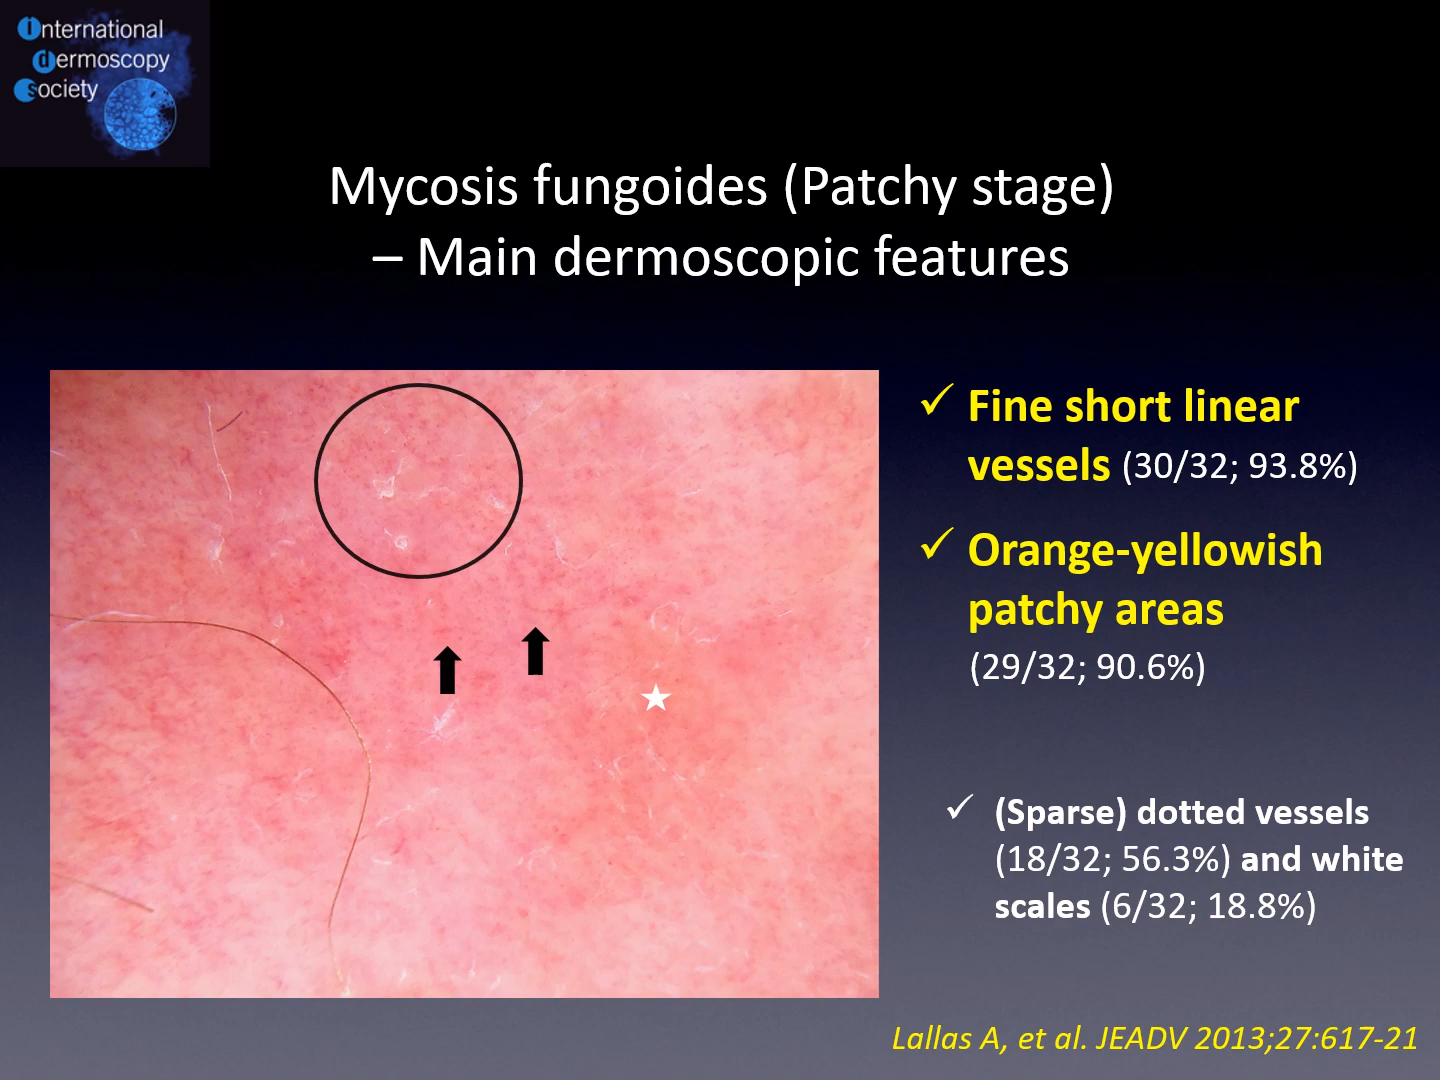 International
dermoscopy
Society
Mycosis fungoides (Patchy stage)
– Main dermoscopic features
✓ Fine short linear
vessels (30/32; 93.8%)
✓ Orange-yellowish
patchy areas
(29/32; 90.6%)
✓ (Sparse) dotted vessels
(18/32; 56.3%) and white
scales (6/32; 18.8%)
Lallas A, et al. JEADV 2013;27:617-21